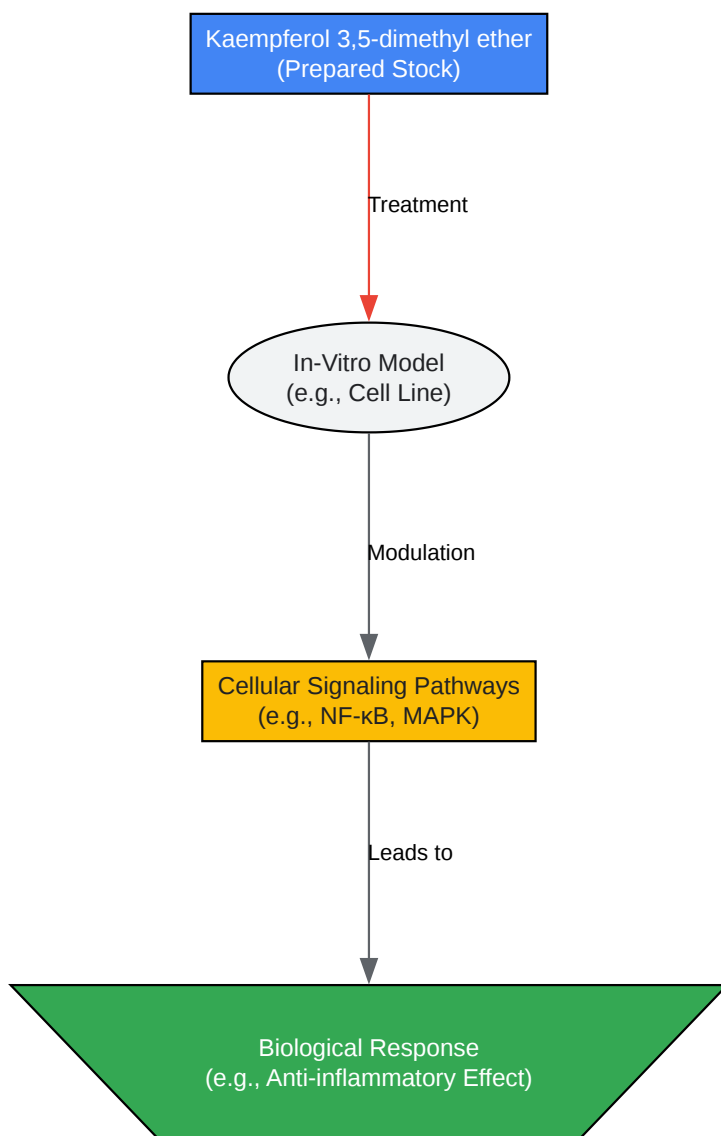 Kaempferol 3,5-dimethyl ether
(Prepared Stock)
Treatment
In-Vitro Model
(e.g., Cell Line)
Modulation
Cellular Signaling Pathways
(e.g., NF-κB, MAPK)
Leads to
Biological Response
(e.g., Anti-inflammatory Effect)